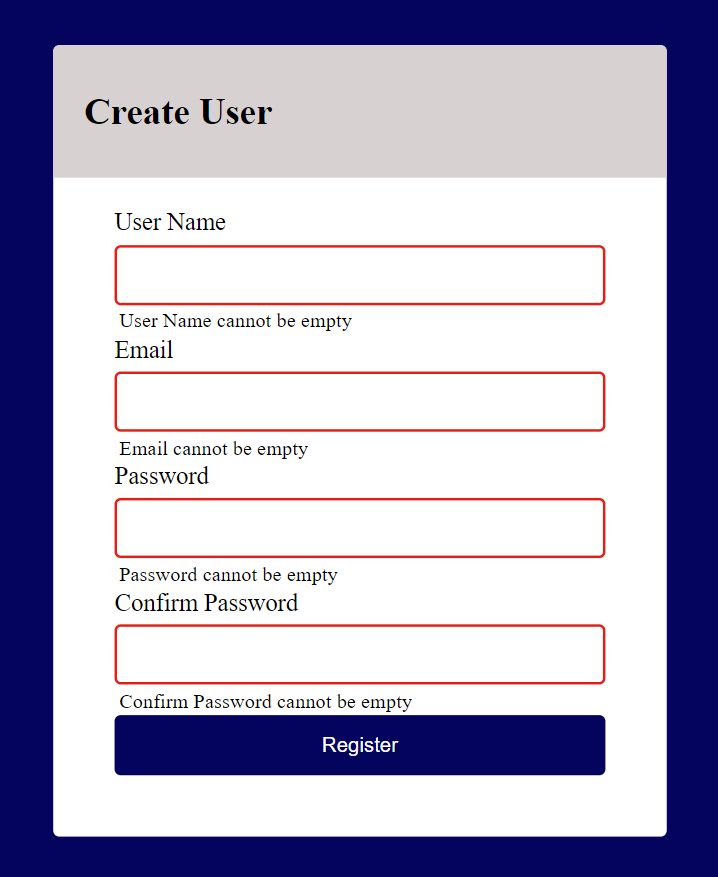 Create User
User Name
User Name cannot be empty
Email
Email cannot be empty
Password
Password cannot be empty
Confirm Password
Confirm Password cannot be empty
Register